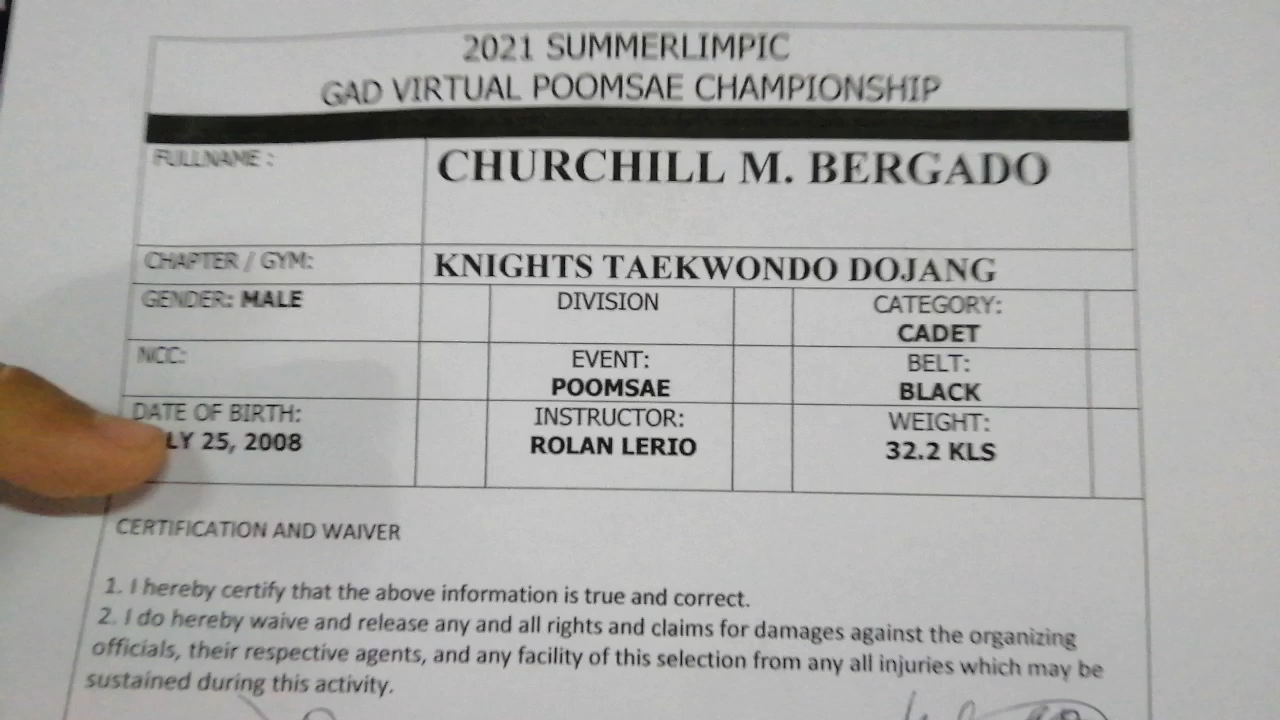 2021 SUMMERLIMPIC
GAD VIRTUAL POOMSAE CHAMPIONSHIP
FULLNAME :
CHURCHILL M. BERGADO
CHAPTER / GYM:
KNIGHTS TAEKWONDO DOJANG
GENDER: MALE
DIVISION
CATEGORY:
CADET
NCC:
EVENT:
POOMSAE
BELT:
BLACK
DATE OF BIRTH:
LY 25, 2008
INSTRUCTOR:
ROLAN LERIO
WEIGHT:
32.2 KLS
CERTIFICATION AND WAIVER
1. I hereby certify that the above information is true and correct.
2. I do hereby waive and release any and all rights and claims for damages against the organizing
officials, their respective agents, and any facility of this selection from any all injuries which may be
sustained during this activity.